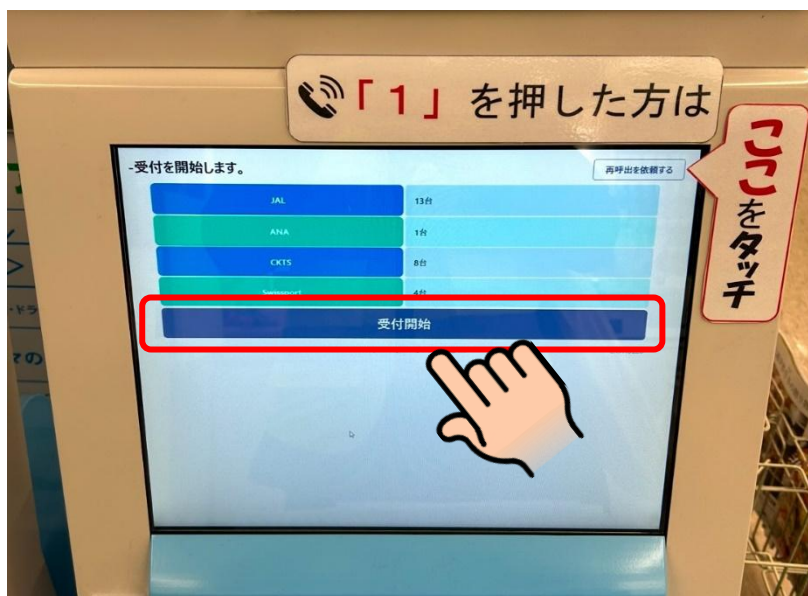 「1」を押した方は
ここをタッチ
-受付を開始します。
再呼出を依頼する
JAL 13台
ANA 1台
CKTS 8台
Swissport 4台
受付開始